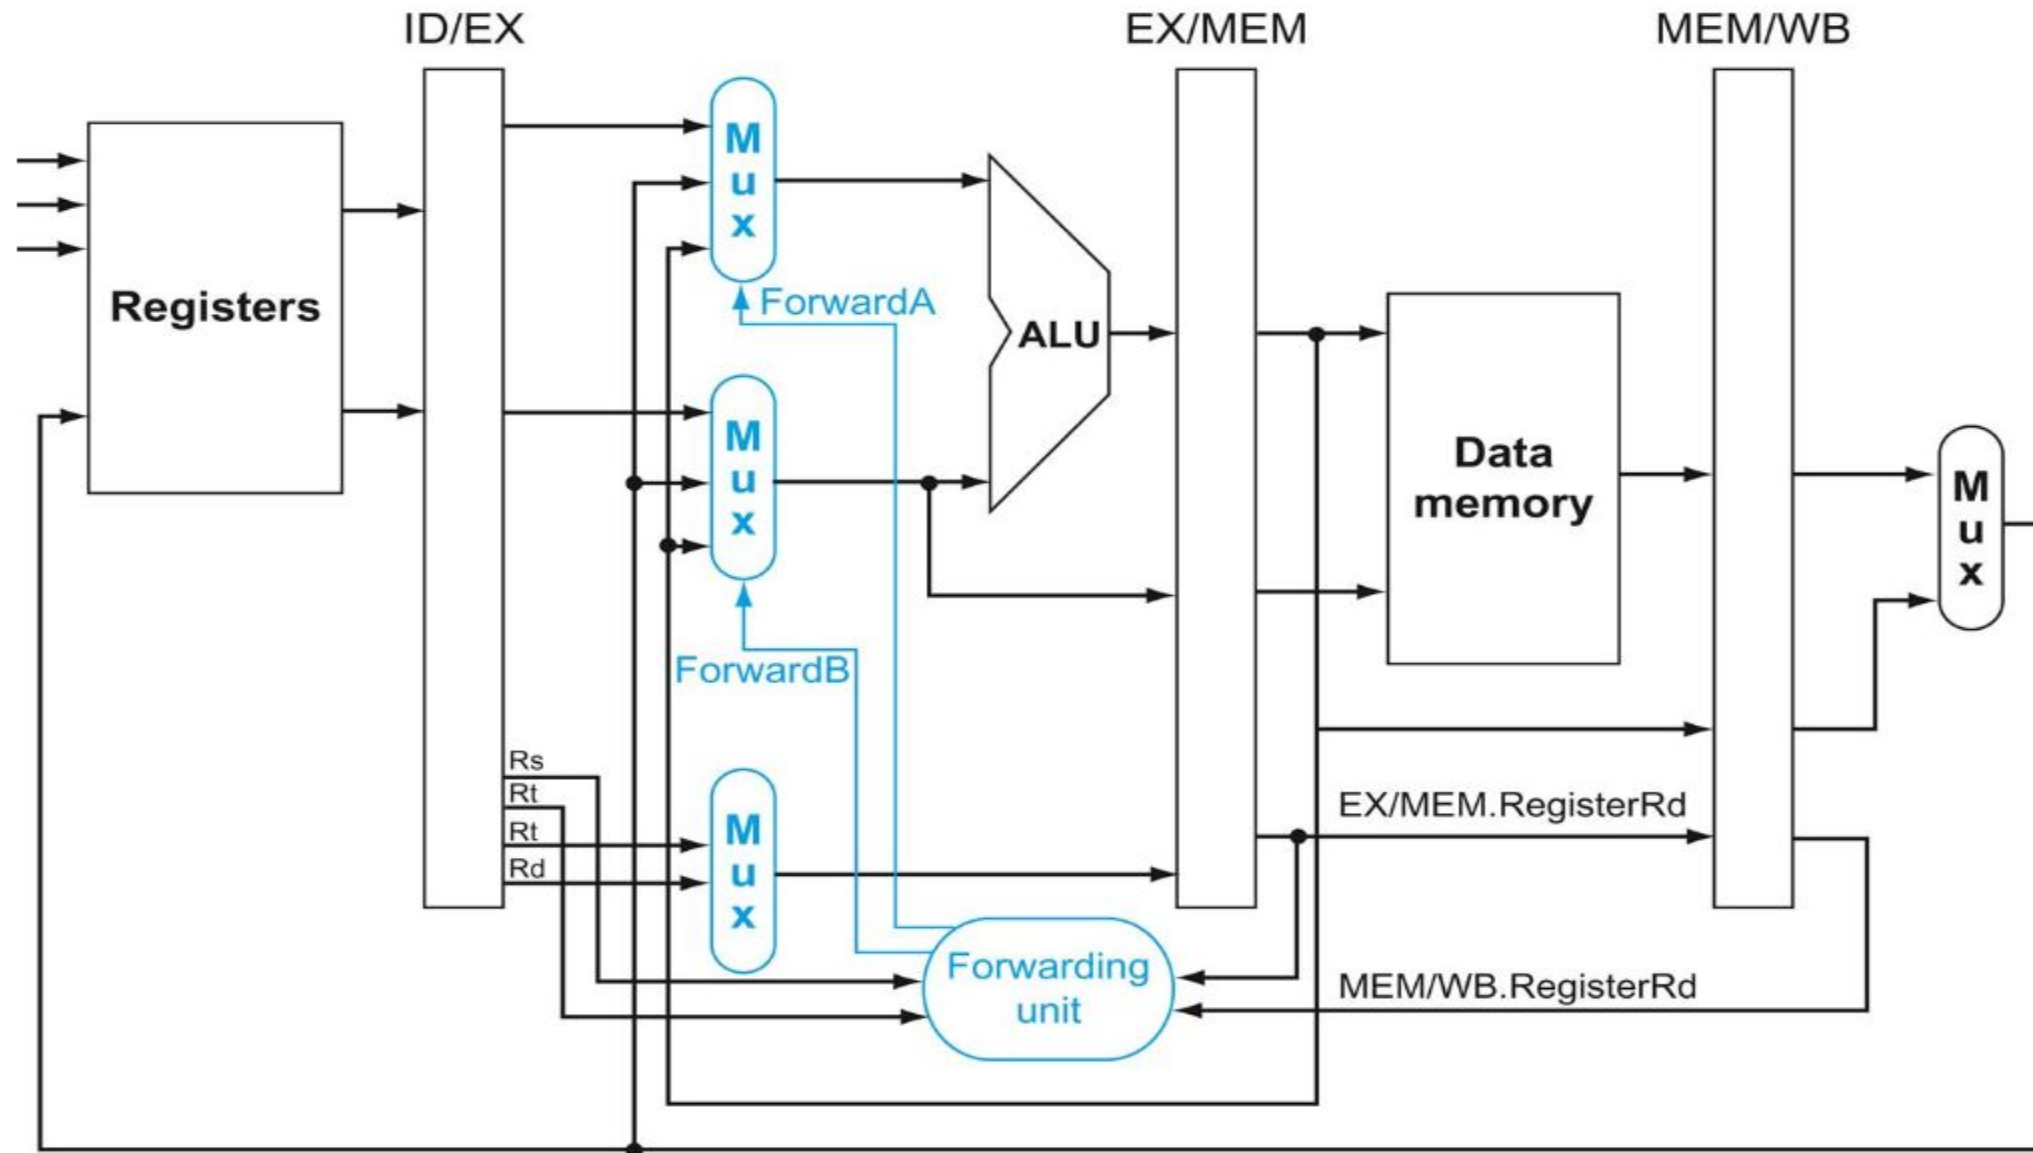 ID/EX
EX/MEM
MEM/WB
M
u
x
Registers
ForwardA
ALU
M
u
x
Data
memory
M
u
x
ForwardB
Rs
Rt
Rt
Rd
M
u
x
EX/MEM.RegisterRd
Forwarding
unit
MEM/WB.RegisterRd